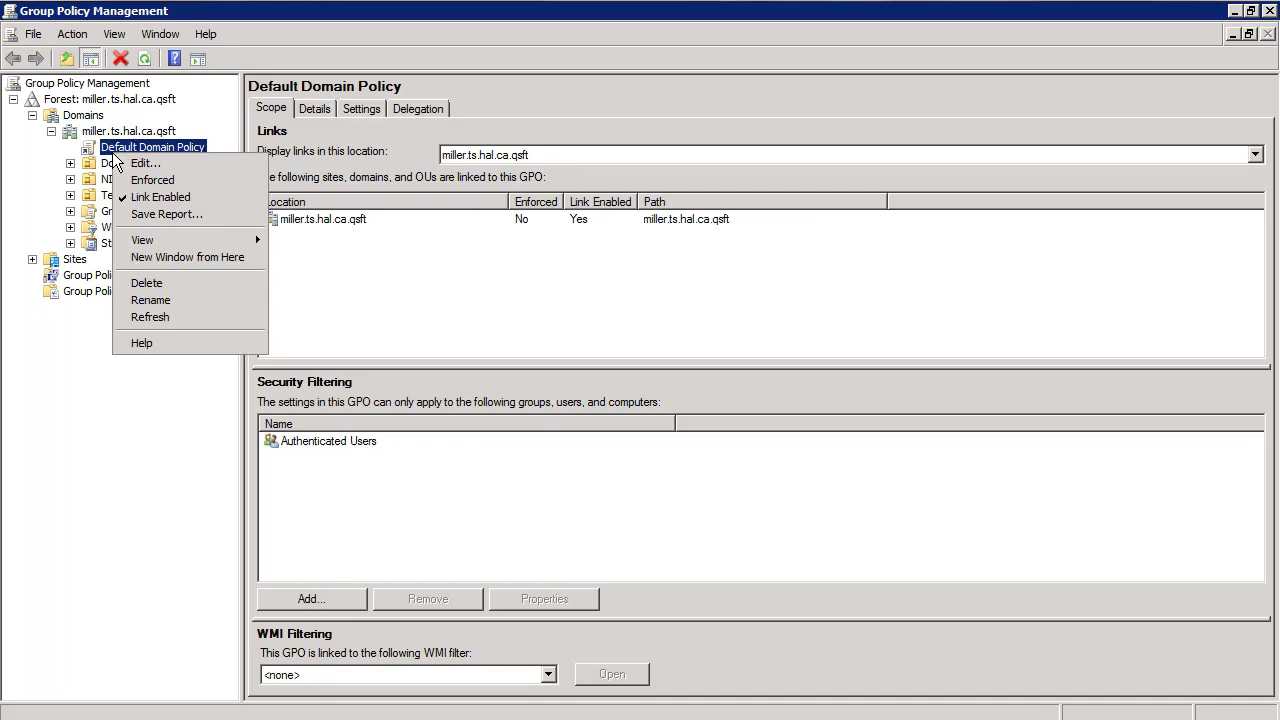 Group Policy Management
File Action View Window Help
Group Policy Management
Forest: miller.ts.hal.ca.qsft
Domains
miller.ts.hal.ca.qsft
Default Domain Policy
Sites
Edit...
Enforced
Link Enabled
Save Report...
View
New Window from Here
Delete
Rename
Refresh
Help
Default Domain Policy
Scope Details Settings Delegation
Links
Display links in this location: miller.ts.hal.ca.qsft
following sites, domains, and OUs are linked to this GPO:
Location Enforced Link Enabled Path
miller.ts.hal.ca.qsft No Yes miller.ts.hal.ca.qsft
Security Filtering
The settings in this GPO can only apply to the following groups, users, and computers:
Name
Authenticated Users
Add... Remove Properties
WMI Filtering
This GPO is linked to the following WMI filter:
<none> Open